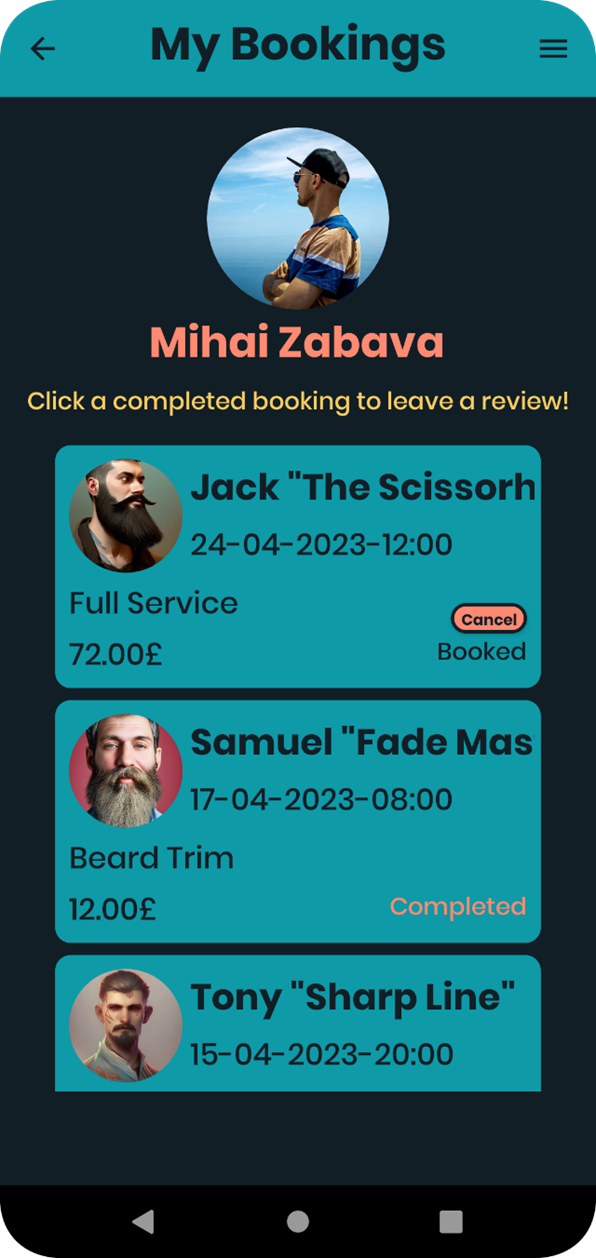 My Bookings
Mihai Zabava
Click a completed booking to leave a review!
Jack "The Scissorh
24-04-2023-12:00
Full Service
Cancel
72.00£
Booked
Samuel "Fade Mas
17-04-2023-08:00
Beard Trim
12.00£
Completed
Tony "Sharp Line"
15-04-2023-20:00